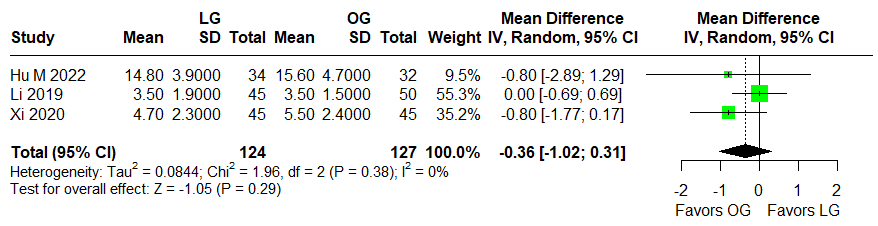 LG OG Mean Difference Mean Difference
Study Mean SD Total Mean SD Total Weight IV, Random, 95% CI IV, Random, 95% CI
Hu M 2022 14.80 3.9000 34 15.60 4.7000 32 9.5% -0.80 [-2.89; 1.29]
Li 2019 3.50 1.9000 45 3.50 1.5000 50 55.3% 0.00 [-0.69; 0.69]
Xi 2020 4.70 2.3000 45 5.50 2.4000 45 35.2% -0.80 [-1.77; 0.17]
Total (95% CI) 124 127 100.0% -0.36 [-1.02; 0.31]
Heterogeneity: Tau² = 0.0844; Chi² = 1.96, df = 2 (P = 0.38); I² = 0%
Test for overall effect: Z = -1.05 (P = 0.29)
-2 -1 0 1 2
Favors OG Favors LG